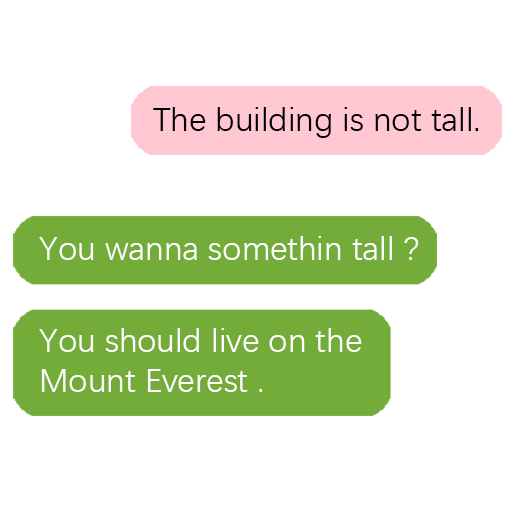 The building is not tall.
You wanna somethin tall ?
You should live on the
Mount Everest .